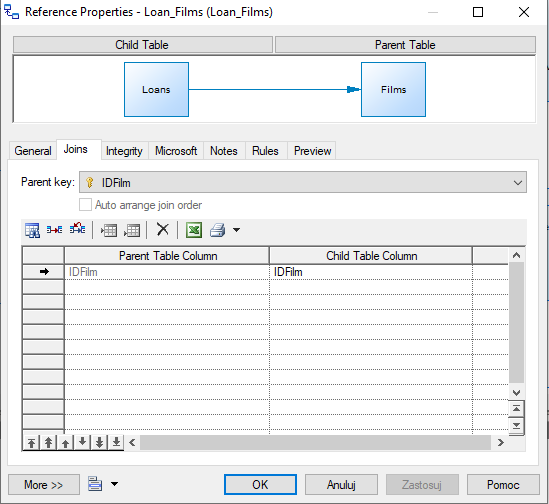 Reference Properties - Loan_Films (Loan_Films)
Child Table Parent Table
Loans Films
General Joins Integrity Microsoft Notes Rules Preview
Parent key: IDFilm
Auto arrange join order
Parent Table Column Child Table Column
IDFilm IDFilm
More >> OK Anuluj Zastosuj Pomoc